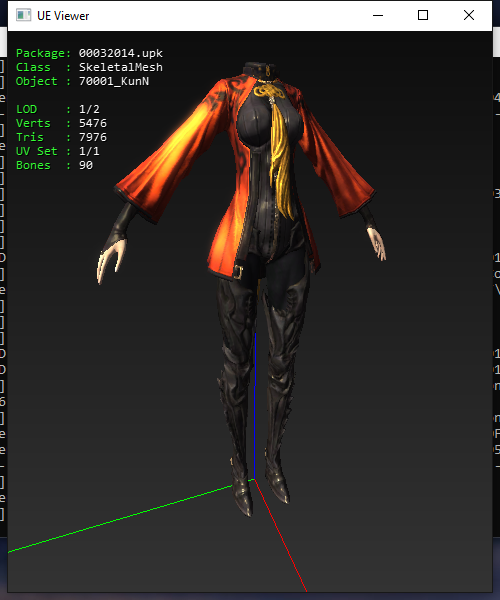 UE Viewer
Package: 00032014.upk
Class : SkeletalMesh
Object : 70001_KunN
LOD : 1/2
Verts : 5476
Tris : 7976
UV Set : 1/1
Bones : 90